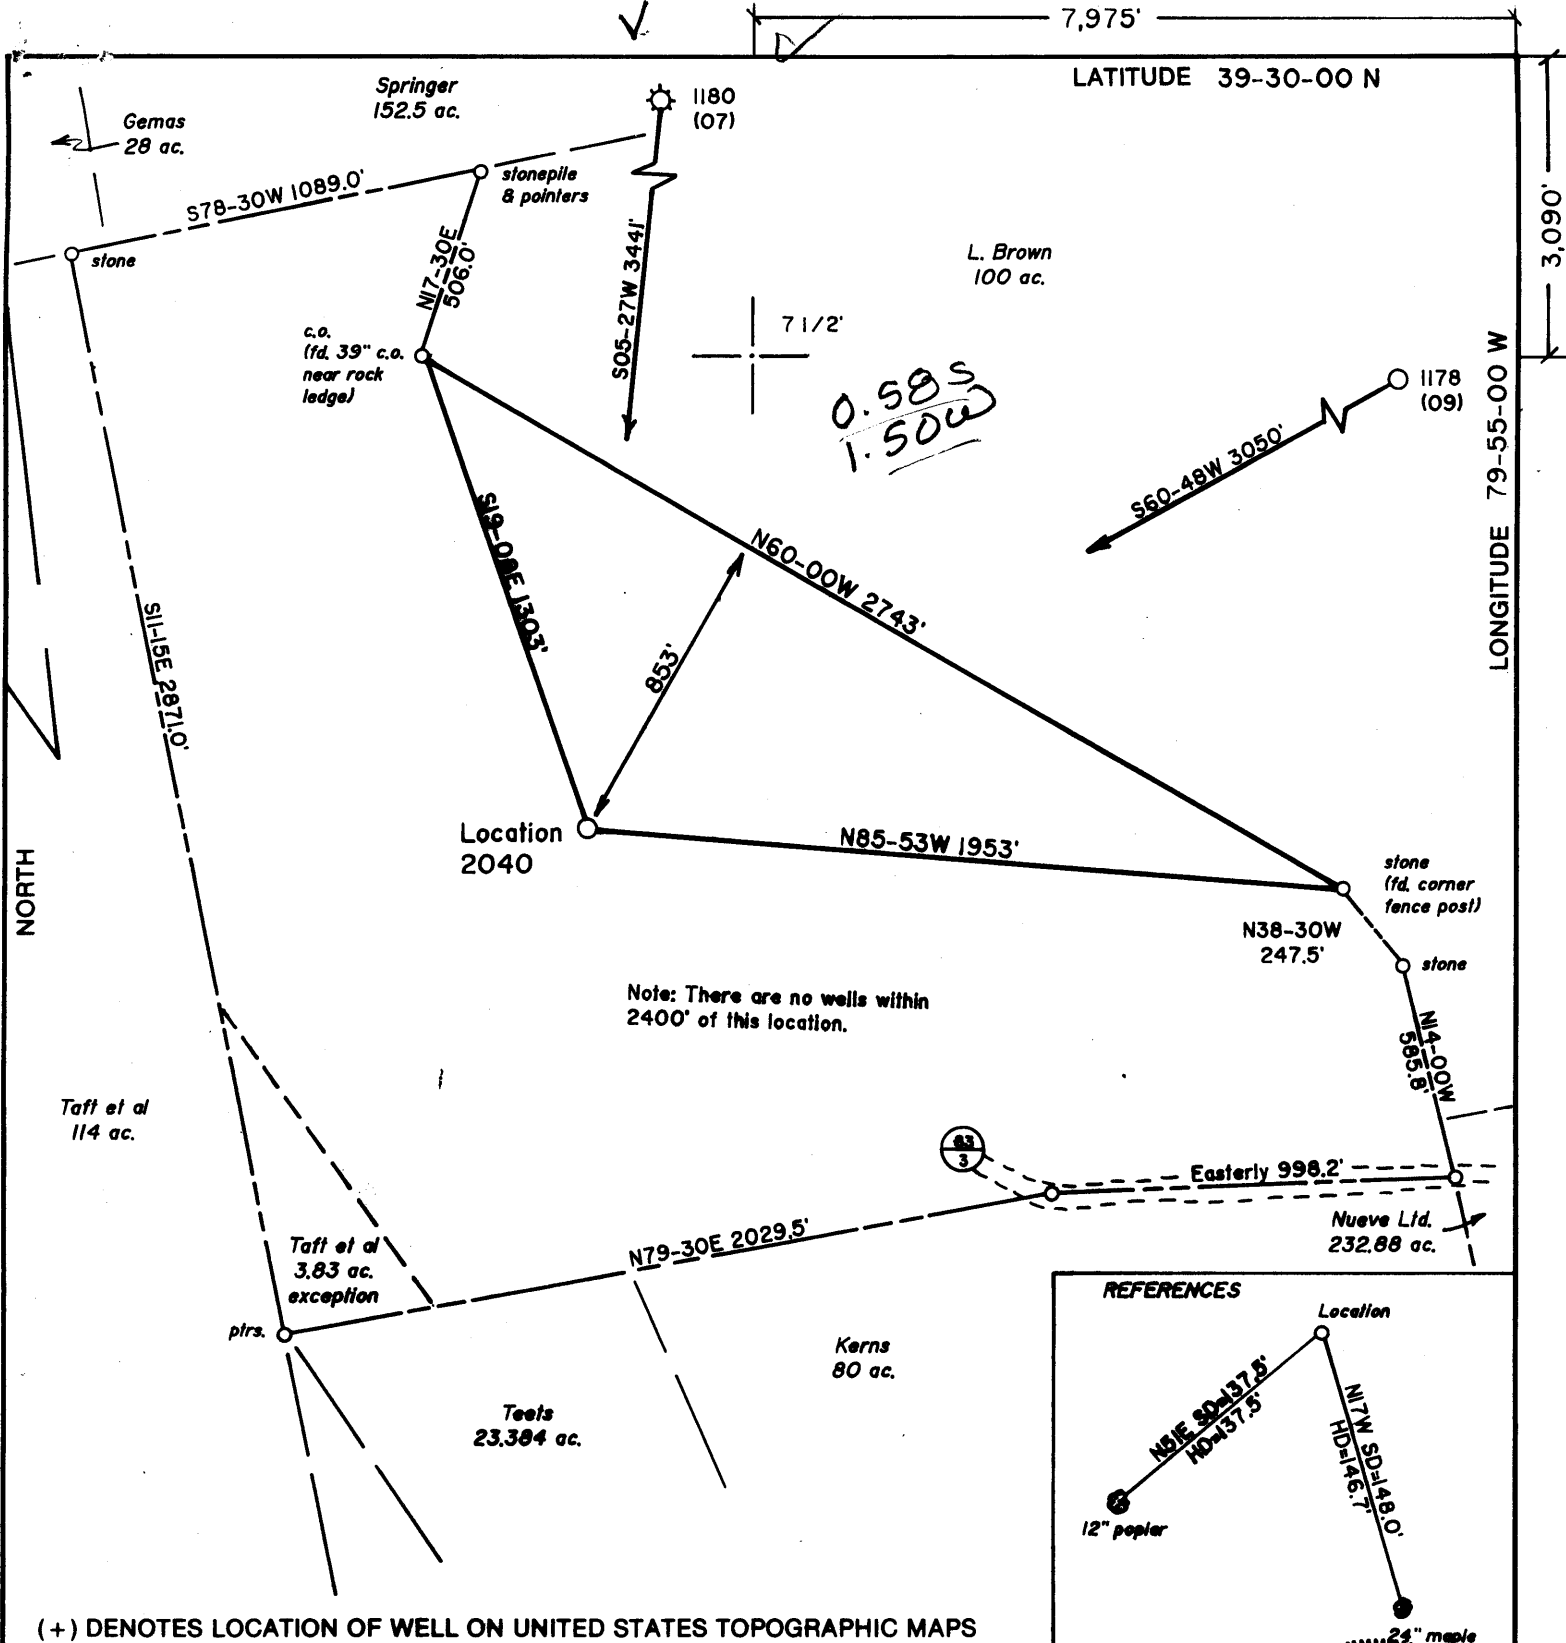 7,975'
LATITUDE 39-30-00 N
3,090'
LONGITUDE 79-55-00 W
Springer
152.5 ac.
Gemas
28 ac.
1180
(07)
S78-30W 1089.0'
stonepile
& pointers
stone
N17-30E
506.0'
S05-27W 3441'
L. Brown
100 ac.
c.o.
(fd. 39" c.o.
near rock
ledge)
7 1/2'
0.58 S
1.50 W
1178
(09)
S60-48W 3050'
S19-08E 1303'
N60-00W 2743'
853'
S11-15E 2871.0'
Location
2040
N85-53W 1953'
NORTH
stone
(fd. corner
fence post)
N38-30W
247.5'
stone
Note: There are no wells within
2400' of this location.
N14-00W
585.8'
Taft et al
114 ac.
83
3
Easterly 998.2'
Nueve Ltd.
232.88 ac.
N79-30E 2029.5'
Taft et al
3.83 ac.
exception
ptrs.
Kerns
80 ac.
Teets
23.384 ac.
REFERENCES
Location
N51E SD=137.5'
HD=137.5'
N17W SD=148.0'
HD=146.7'
12" poplar
24" maple
(+) DENOTES LOCATION OF WELL ON UNITED STATES TOPOGRAPHIC MAPS